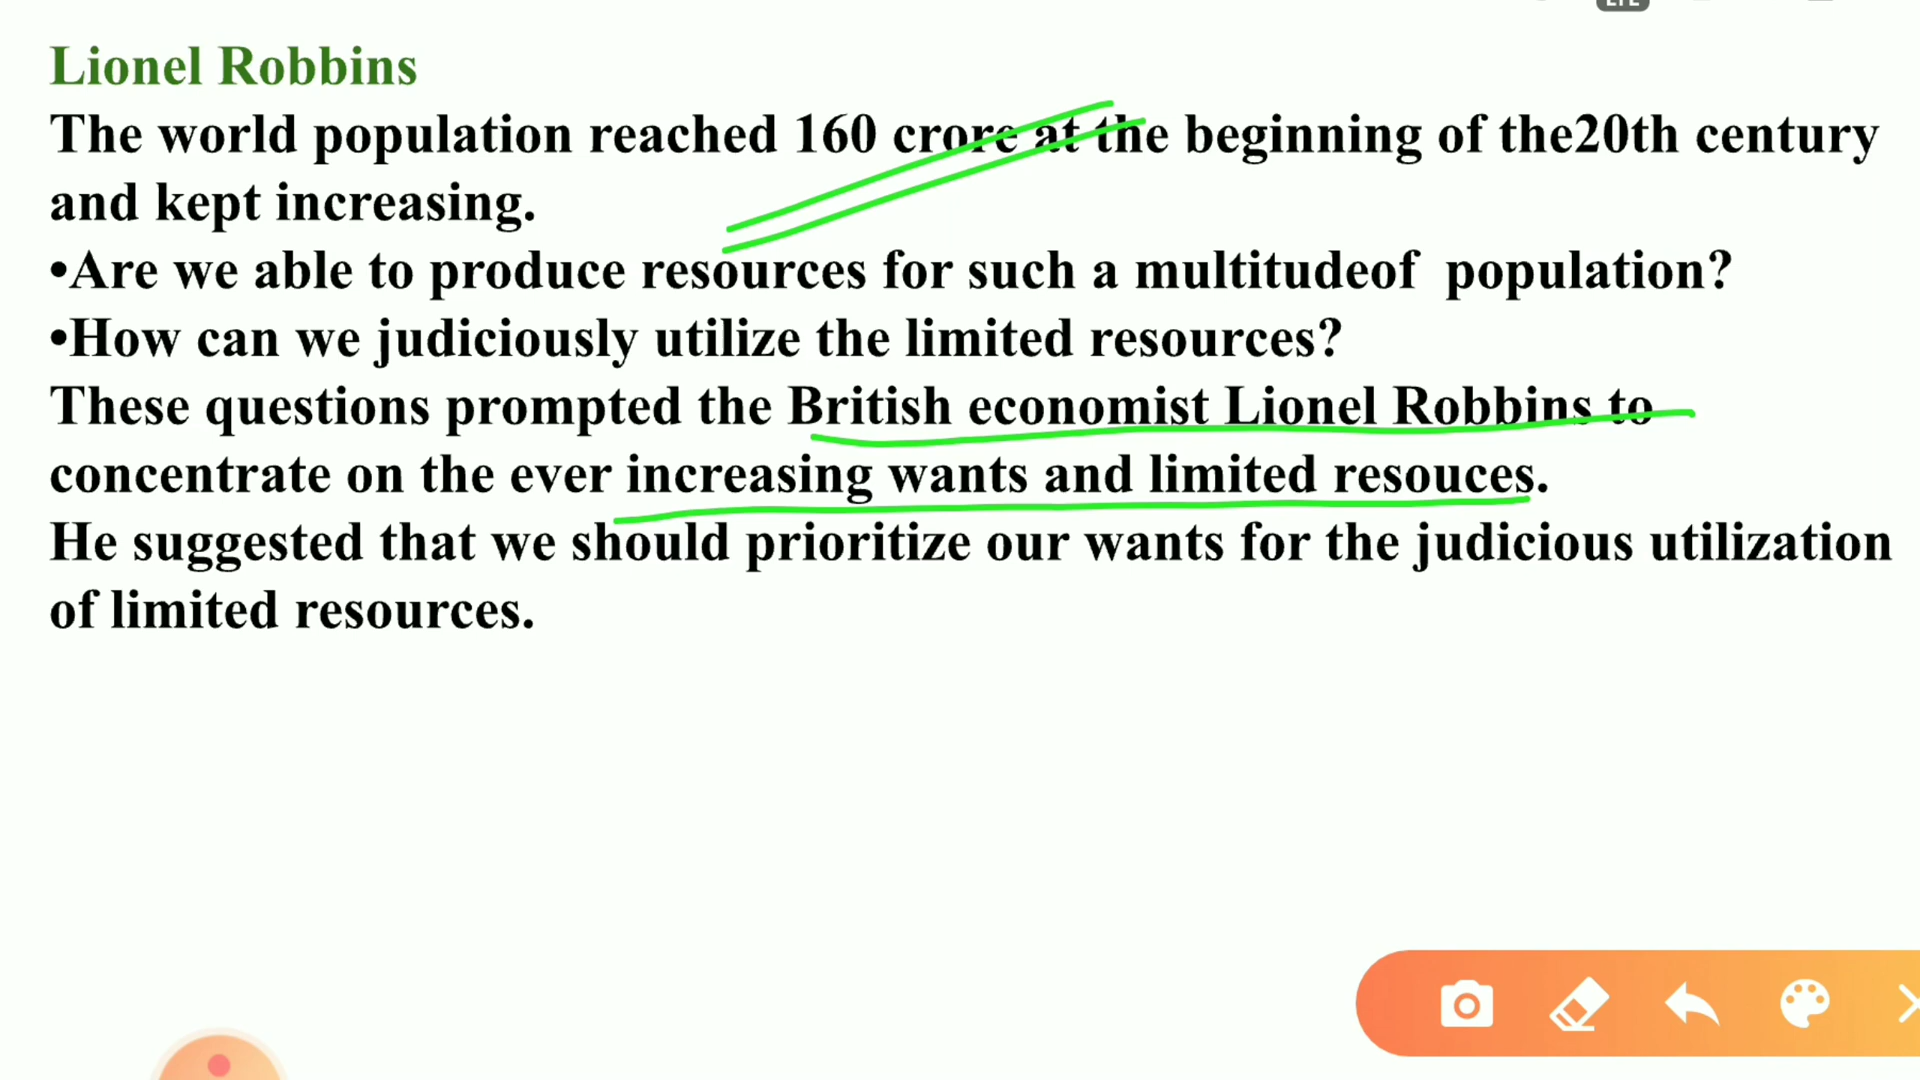 Lionel Robbins
The world population reached 160 crore at the beginning of the20th century
and kept increasing.
•Are we able to produce resources for such a multitudeof population?
•How can we judiciously utilize the limited resources?
These questions prompted the British economist Lionel Robbins to
concentrate on the ever increasing wants and limited resouces.
He suggested that we should prioritize our wants for the judicious utilization
of limited resources.